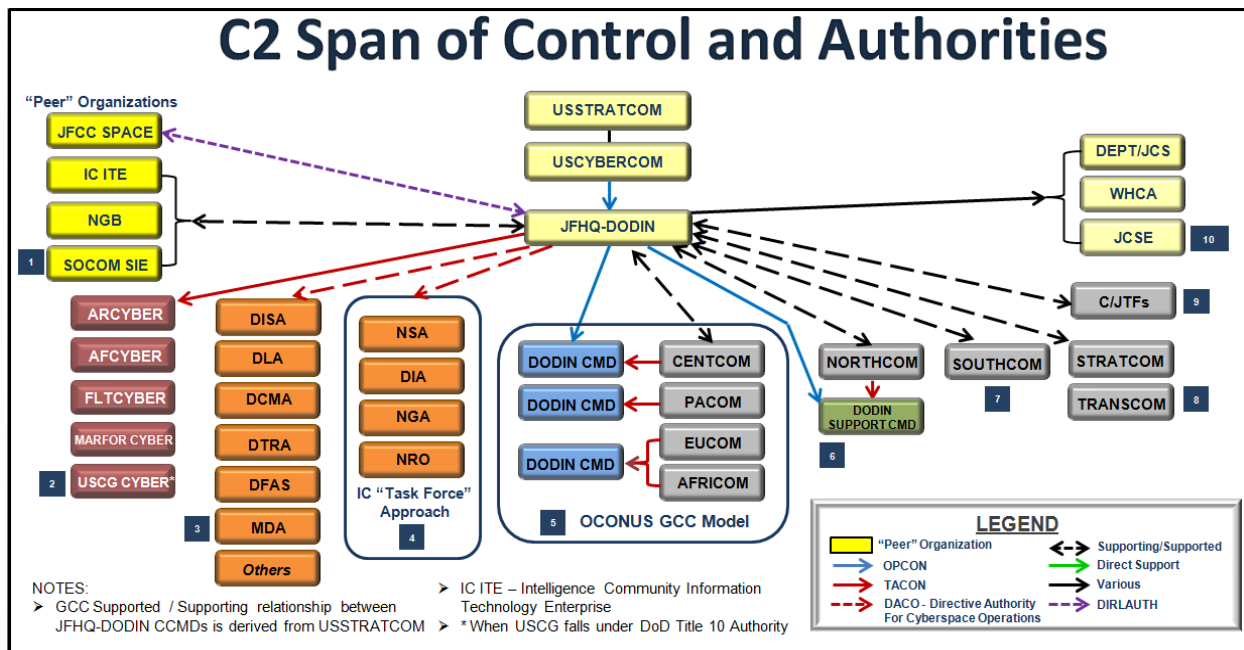 C2 Span of Control and Authorities
"Peer" Organizations
JFCC SPACE
IC ITE
NGB
1
SOCOM SIE
USSTRATCOM
USCYBERCOM
JFHQ-DODIN
DEPT/JCS
WHCA
JCSE
10
ARCYBER
AFCYBER
FLTCYBER
MARFOR CYBER
2
USCG CYBER*
DISA
DLA
DCMA
DTRA
DFAS
3
MDA
Others
NSA
DIA
NGA
NRO
IC "Task Force"
Approach
4
DODIN CMD
CENTCOM
DODIN CMD
PACOM
DODIN CMD
EUCOM
AFRICOM
5
OCONUS GCC Model
NORTHCOM
DODIN
SUPPORT CMD
6
SOUTHCOM
7
C/JTFs
9
STRATCOM
TRANSCOM
8
LEGEND
"Peer" Organization
OPCON
TACON
DACO - Directive Authority
For Cyberspace Operations
Supporting/Supported
Direct Support
Various
DIRLAUTH
NOTES:
➤ GCC Supported / Supporting relationship between
JFHQ-DODIN CCMDs is derived from USSTRATCOM
➤ IC ITE – Intelligence Community Information
Technology Enterprise
➤ * When USCG falls under DoD Title 10 Authority